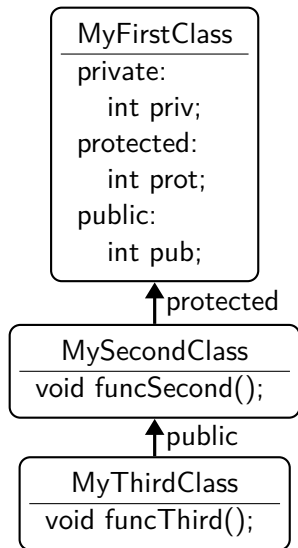 MyFirstClass
private:
int priv;
protected:
int prot;
public:
int pub;
protected
MySecondClass
void funcSecond();
public
MyThirdClass
void funcThird();